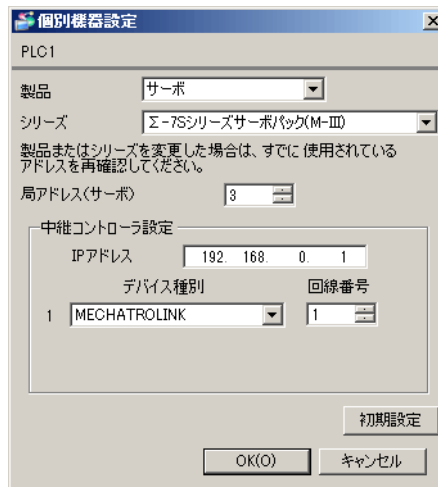 個別機器設定
PLC1
製品 サーボ
シリーズ Σ-7Sシリーズサーボパック(M-Ⅲ)
製品またはシリーズを変更した場合は、すでに使用されている
アドレスを再確認してください。
局アドレス(サーボ) 3
中継コントローラ設定
IPアドレス 192. 168. 0. 1
デバイス種別 回線番号
1 MECHATROLINK 1
初期設定
OK(O) キャンセル